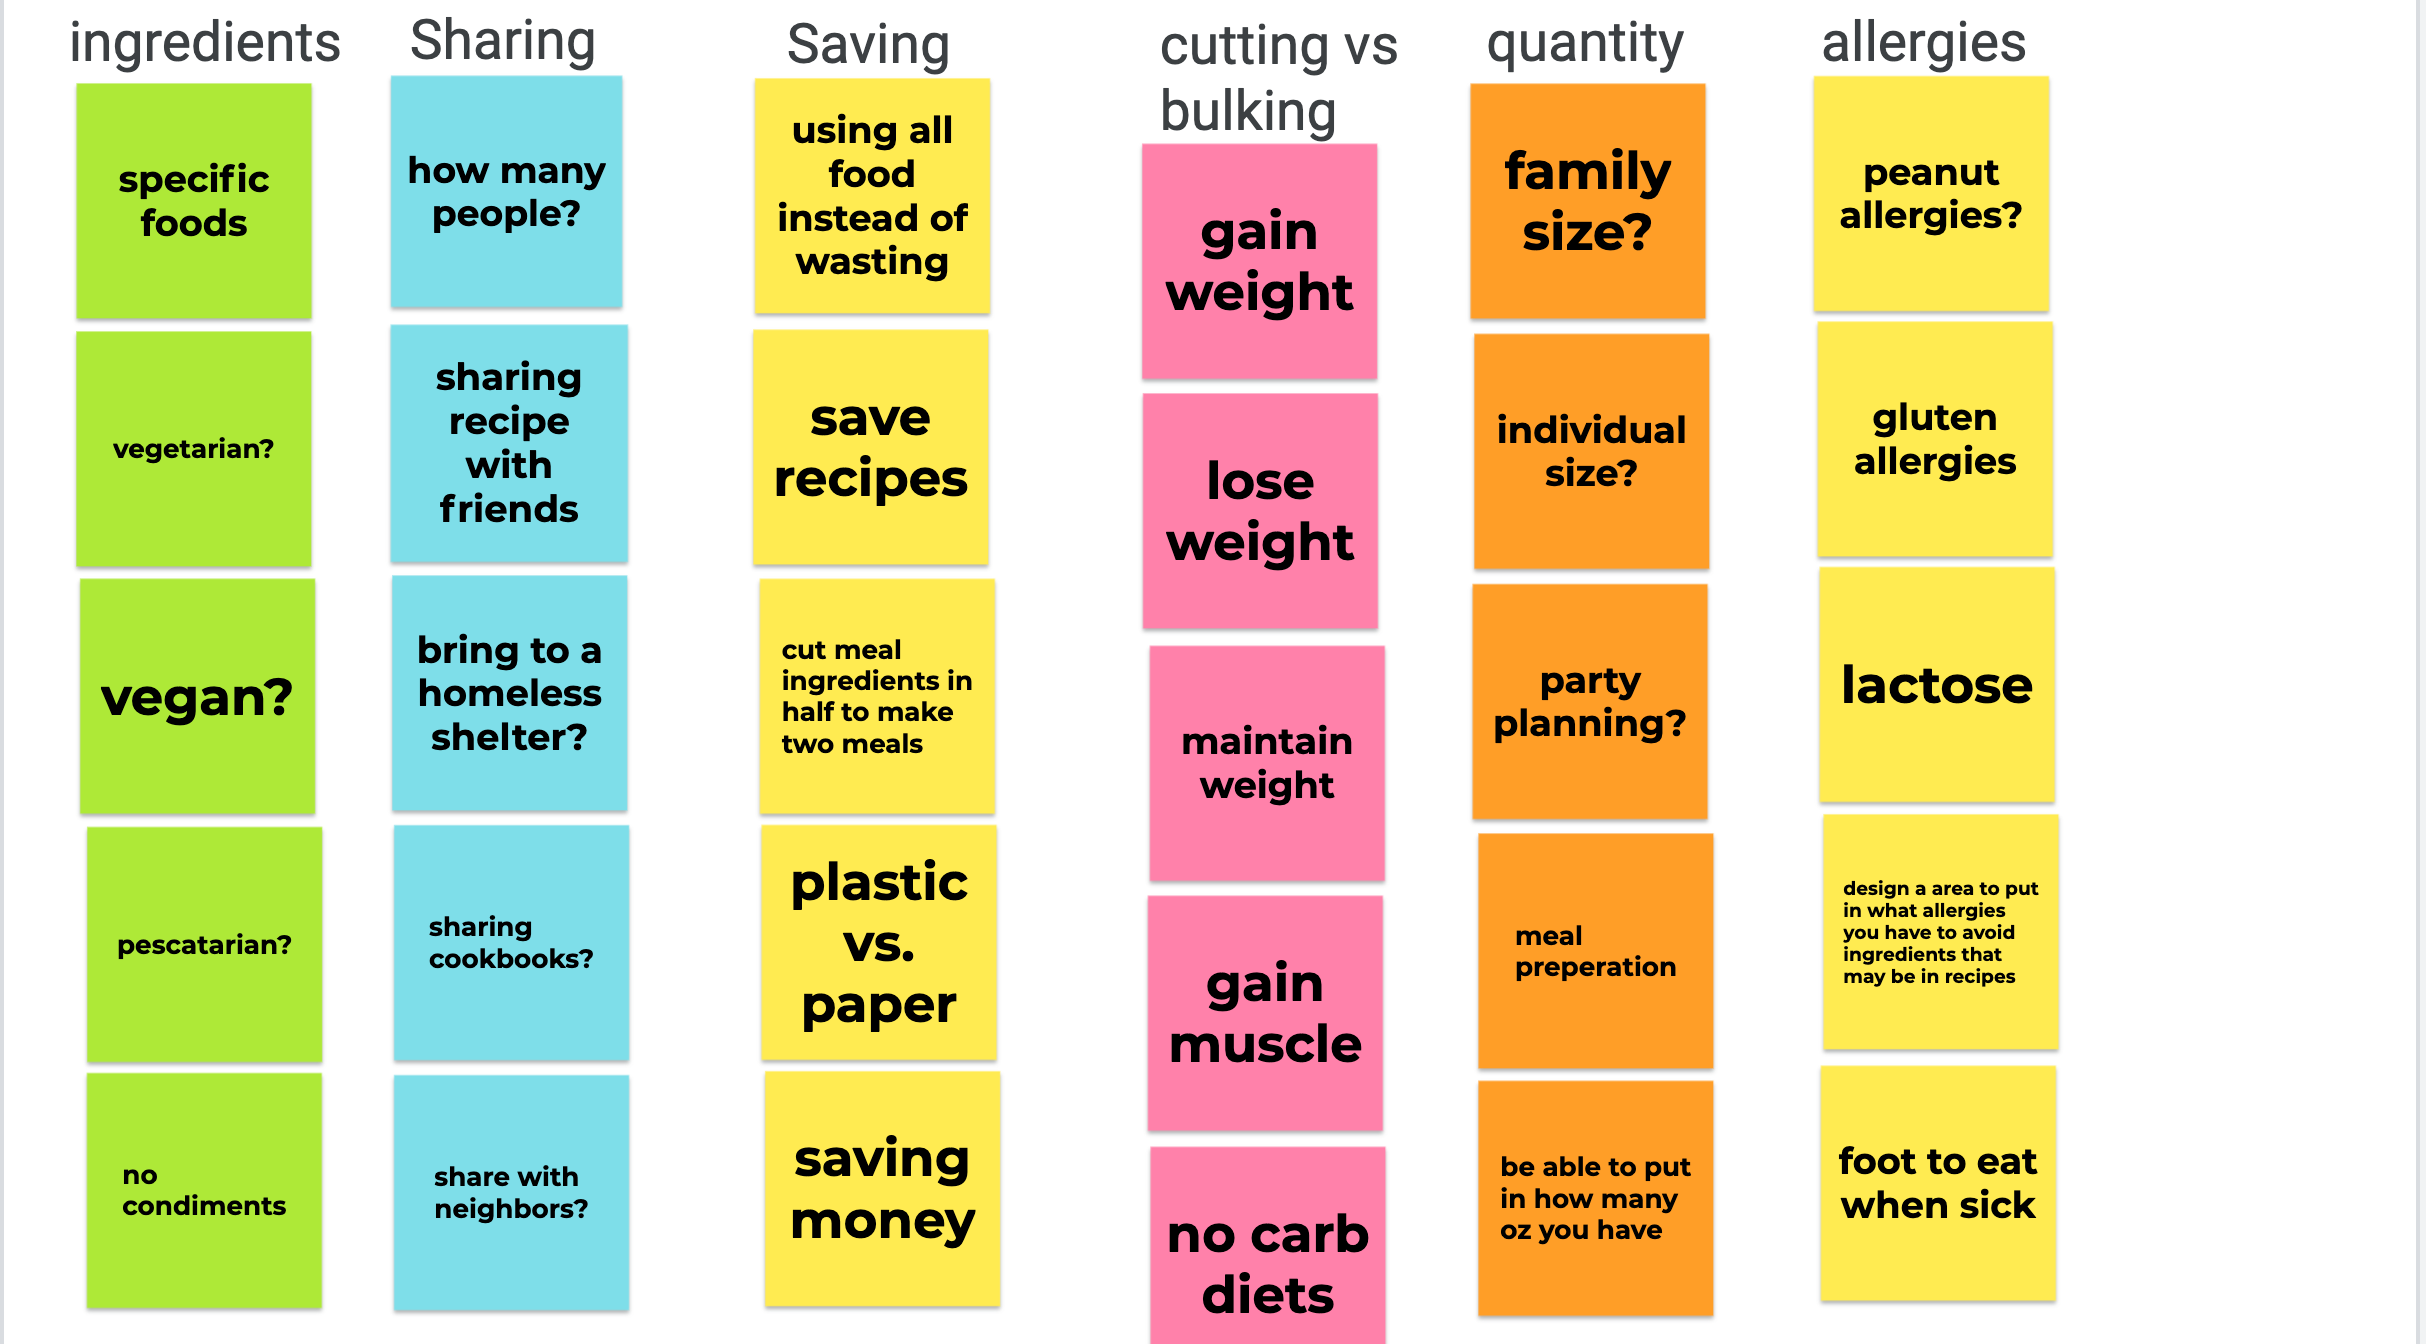 ingredients
specific
foods
vegetarian?
vegan?
pescatarian?
no
condiments
Sharing
how many
people?
sharing
recipe
with
friends
bring to a
homeless
shelter?
sharing
cookbooks?
share with
neighbors?
Saving
using all
food
instead of
wasting
save
recipes
cut meal
ingredients in
half to make
two meals
plastic
vs.
paper
saving
money
cutting vs
bulking
gain
weight
lose
weight
maintain
weight
gain
muscle
no carb
diets
quantity
family
size?
individual
size?
party
planning?
meal
preperation
be able to put
in how many
oz you have
allergies
peanut
allergies?
gluten
allergies
lactose
design a area to put
in what allergies
you have to avoid
ingredients that
may be in recipes
foot to eat
when sick